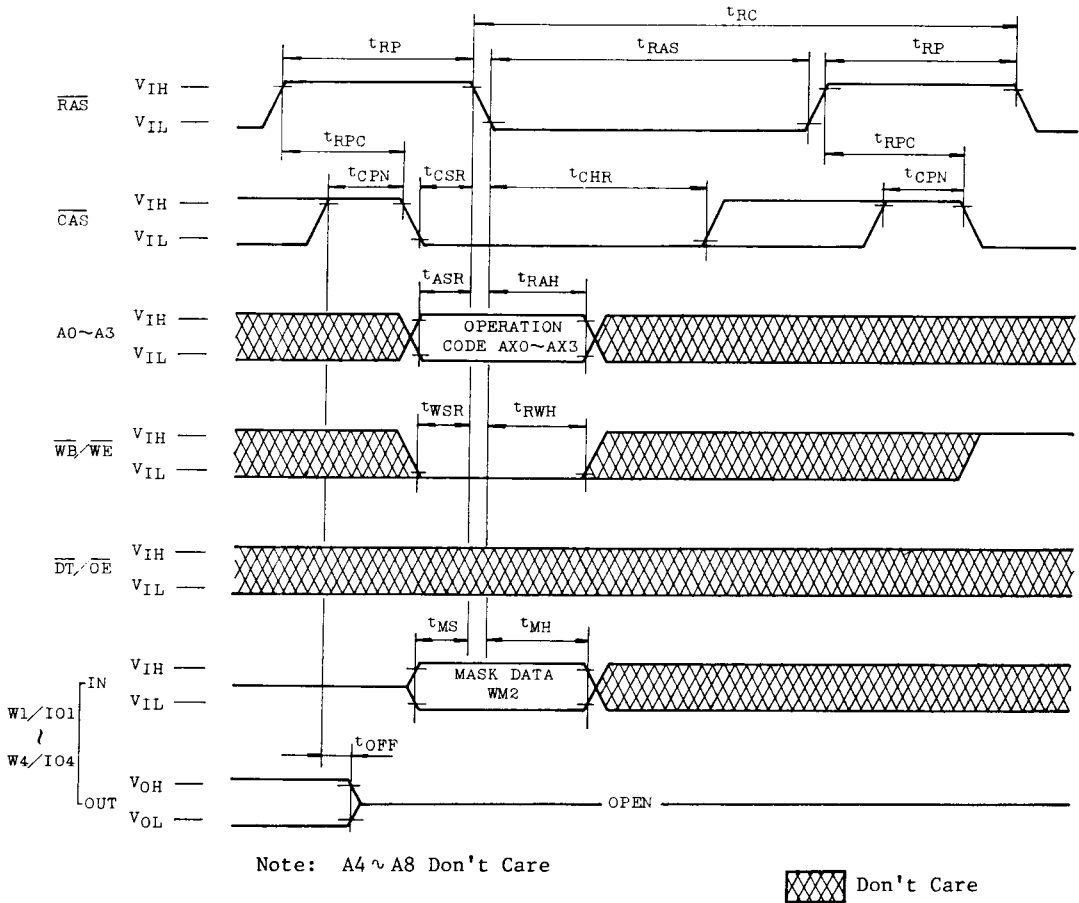 tRC
tRP tRAS tRP
RAS VIH
VIL
tRPC tRPC
tCPN tCSR tCHR tCPN
CAS VIH
VIL
tASR tRAH
A0~A3 VIH OPERATION
VIL CODE AX0~AX3
tWSR tRWH
WB/WE VIH
VIL
DT/OE VIH
VIL
tMS tMH
VIH MASK DATA
IN
VIL WM2
W1/IO1
~
W4/IO4
tOFF
VOH
OUT OPEN
VOL
Note: A4~A8 Don't Care
Don't Care